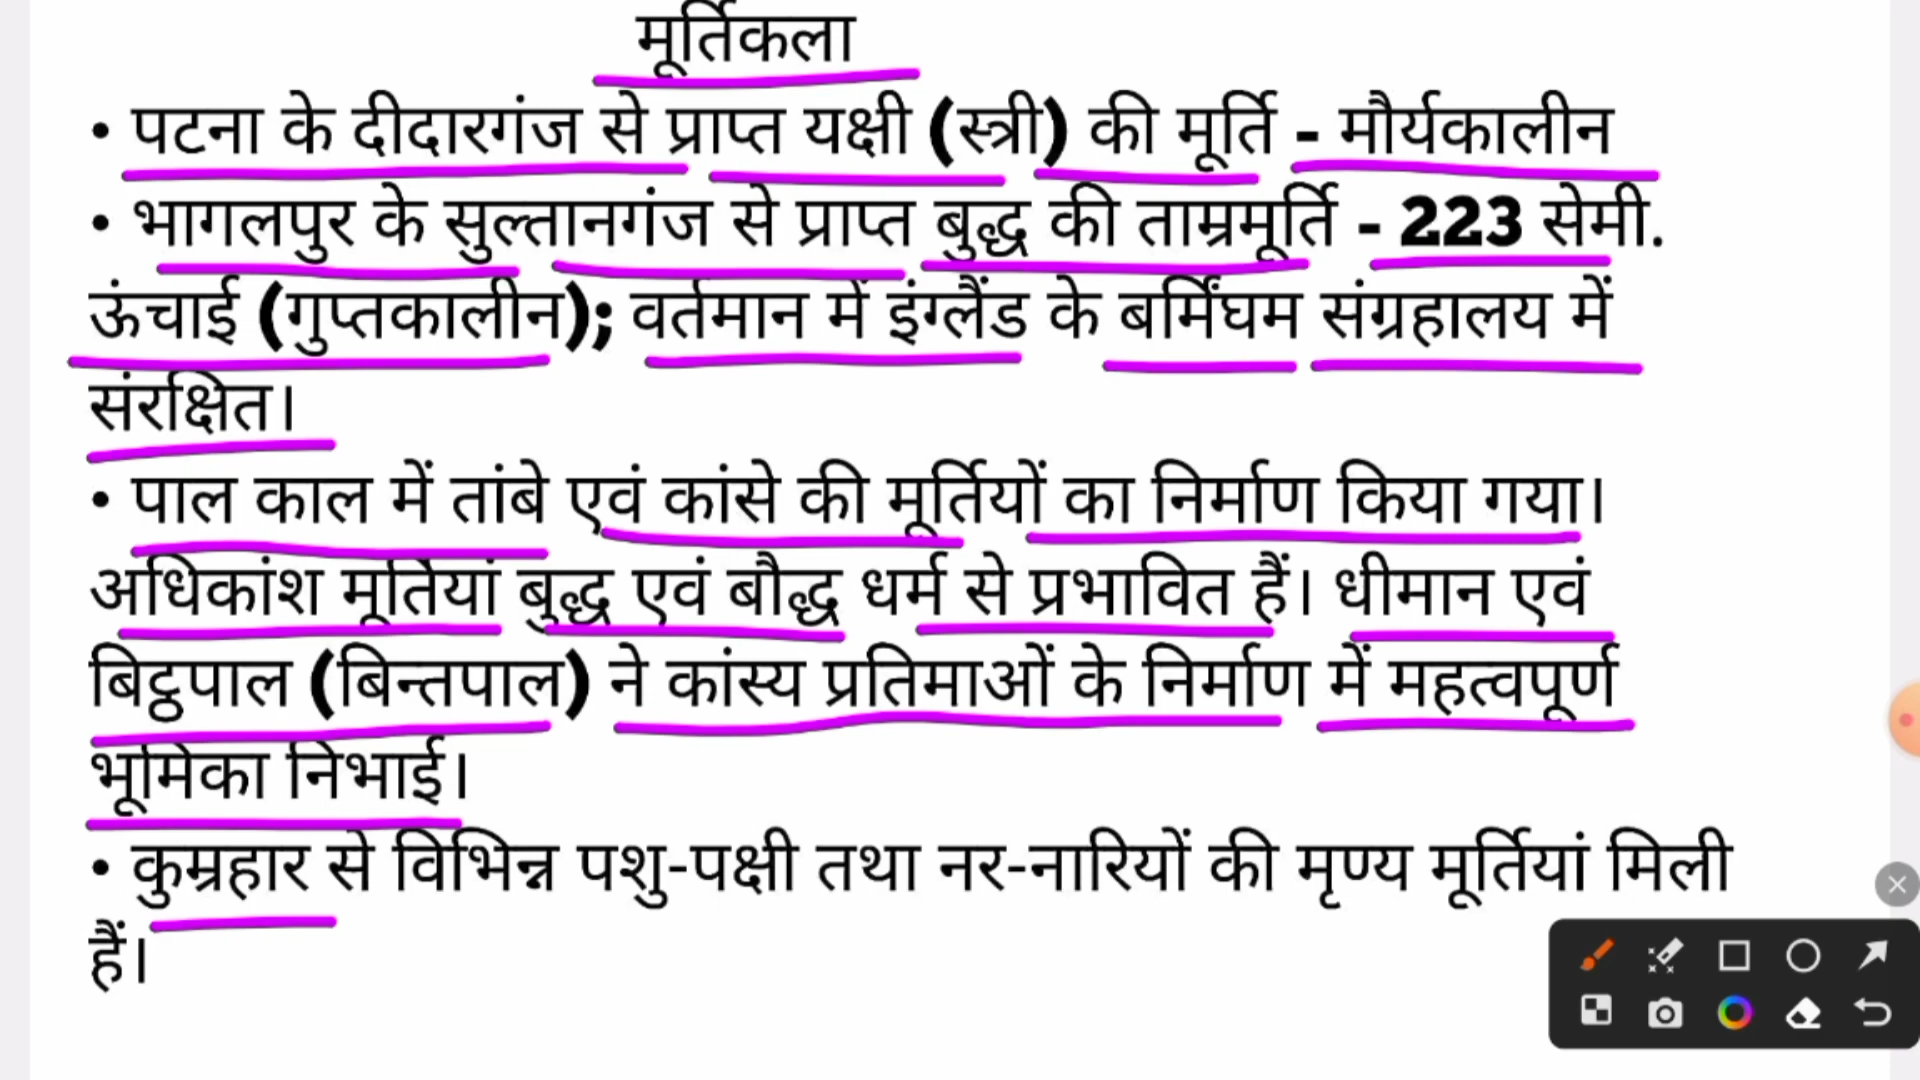 मूर्तिकला
• पटना के दीदारगंज से प्राप्त यक्षी (स्त्री) की मूर्ति - मौर्यकालीन
• भागलपुर के सुल्तानगंज से प्राप्त बुद्ध की ताम्रमूर्ति - 223 सेमी.
ऊंचाई (गुप्तकालीन); वर्तमान में इंग्लैंड के बर्मिंघम संग्रहालय में
संरक्षित।
• पाल काल में तांबे एवं कांसे की मूर्तियों का निर्माण किया गया।
अधिकांश मूर्तियां बुद्ध एवं बौद्ध धर्म से प्रभावित हैं। धीमान एवं
बिट्ठपाल (बिन्तपाल) ने कांस्य प्रतिमाओं के निर्माण में महत्वपूर्ण
भूमिका निभाई।
• कुम्रहार से विभिन्न पशु-पक्षी तथा नर-नारियों की मृण्य मूर्तियां मिली
हैं।